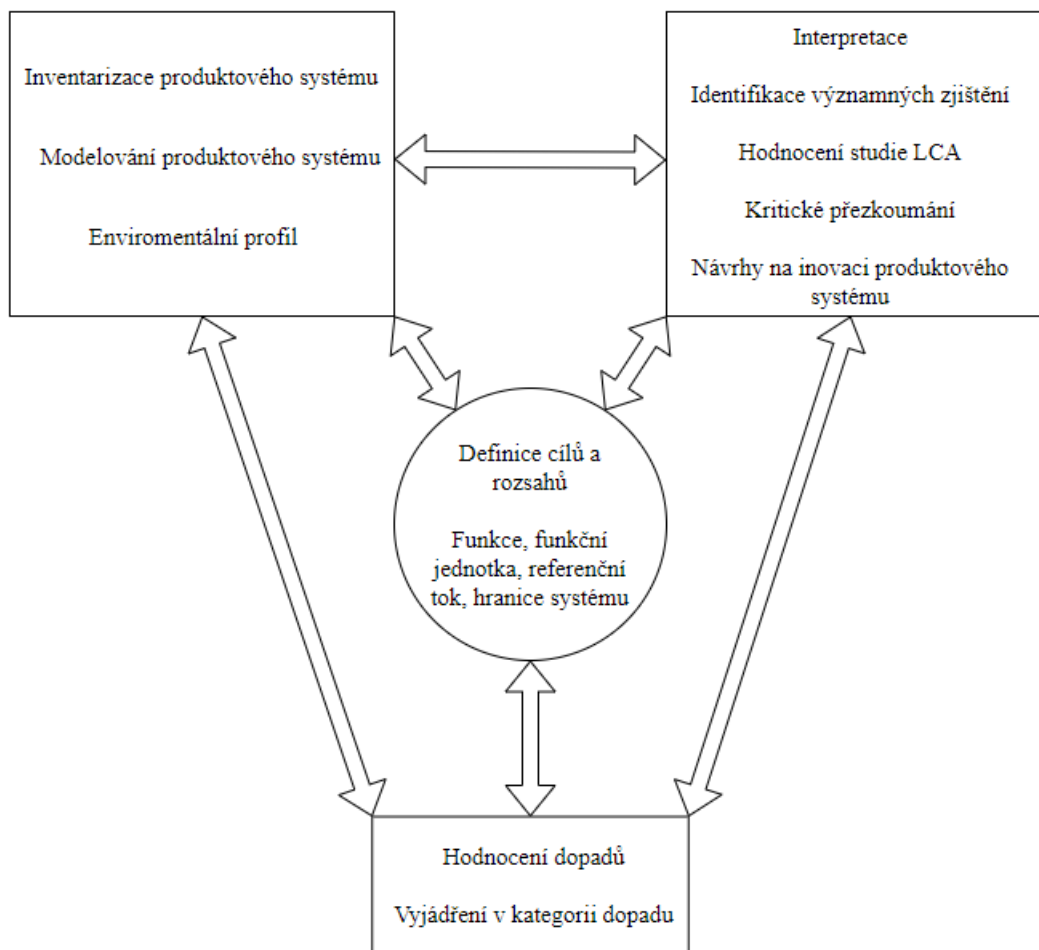 Inventarizace produktového systému
Modelování produktového systému
Enviromentální profil
Interpretace
Identifikace významných zjištění
Hodnocení studie LCA
Kritické přezkoumání
Návrhy na inovaci produktového
systému
Definice cílů a
rozsahů
Funkce, funkční
jednotka, referenční
tok, hranice systému
Hodnocení dopadů
Vyjádření v kategorii dopadu